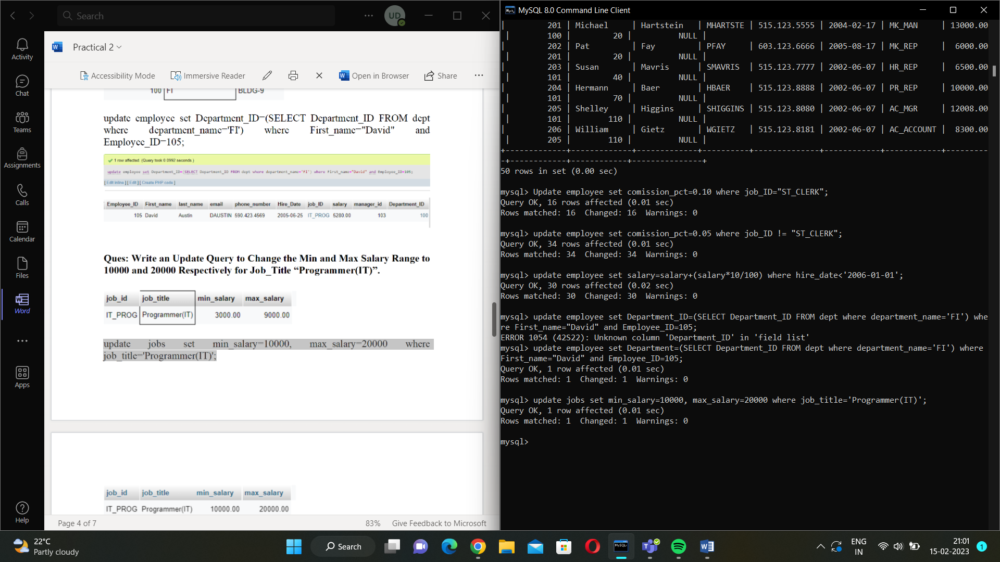 Search
UD
Activity
Chat
Teams
Assignments
Calls
Calendar
Files
Word
Apps
Help
Practical 2
Accessibility Mode
Immersive Reader
Open in Browser
Share
100 FI BLDG-9
update employee set Department_ID=(SELECT Department_ID FROM dept
where department_name='FI') where First_name="David" and
Employee_ID=105;
1 row affected. (Query took 0.0992 seconds.)
update employee set Department_ID=(SELECT Department_ID FROM dept where department_name='FI') where First_name="David" and Employee_ID=105;
[ Edit inline ] [ Edit ] [ Create PHP code ]
Employee_ID First_name last_name email phone_number Hire_Date job_ID salary manager_id Department_ID
105 David Austin DAUSTIN 590.423.4569 2005-06-25 IT_PROG 5280.00 103 100
Ques: Write an Update Query to Change the Min and Max Salary Range to
10000 and 20000 Respectively for Job_Title “Programmer(IT)”.
job_id job_title min_salary max_salary
IT_PROG Programmer(IT) 3000.00 9000.00
update jobs set min_salary=10000, max_salary=20000 where
job_title='Programmer(IT)';
job_id job_title min_salary max_salary
IT_PROG Programmer(IT) 10000.00 20000.00
Page 4 of 7
83%
Give Feedback to Microsoft
MySQL 8.0 Command Line Client
| 201 | Michael | Hartstein | MHARTSTE | 515.123.5555 | 2004-02-17 | MK_MAN | 13000.00
| 100 | 20 | NULL |
| 202 | Pat | Fay | PFAY | 603.123.6666 | 2005-08-17 | MK_REP | 6000.00
| 201 | 20 | NULL |
| 203 | Susan | Mavris | SMAVRIS | 515.123.7777 | 2002-06-07 | HR_REP | 6500.00
| 101 | 40 | NULL |
| 204 | Hermann | Baer | HBAER | 515.123.8888 | 2002-06-07 | PR_REP | 10000.00
| 101 | 70 | NULL |
| 205 | Shelley | Higgins | SHIGGINS | 515.123.8080 | 2002-06-07 | AC_MGR | 12008.00
| 101 | 110 | NULL |
| 206 | William | Gietz | WGIETZ | 515.123.8181 | 2002-06-07 | AC_ACCOUNT | 8300.00
| 205 | 110 | NULL |
+-------------+-------------+-------------+----------+--------------+------------+------------+---------
-+------------+------------+---------------+
50 rows in set (0.00 sec)
mysql> Update employee set comission_pct=0.10 where job_ID="ST_CLERK";
Query OK, 16 rows affected (0.01 sec)
Rows matched: 16 Changed: 16 Warnings: 0
mysql> update employee set comission_pct=0.05 where job_ID != "ST_CLERK";
Query OK, 34 rows affected (0.01 sec)
Rows matched: 34 Changed: 34 Warnings: 0
mysql> update employee set salary=salary+(salary*10/100) where hire_date<'2006-01-01';
Query OK, 30 rows affected (0.02 sec)
Rows matched: 30 Changed: 30 Warnings: 0
mysql> update employee set Department_ID=(SELECT Department_ID FROM dept where department_name='FI') whe
re First_name="David" and Employee_ID=105;
ERROR 1054 (42S22): Unknown column 'Department_ID' in 'field list'
mysql> update employee set Department=(SELECT Department_ID FROM dept where department_name='FI') where
First_name="David" and Employee_ID=105;
Query OK, 1 row affected (0.01 sec)
Rows matched: 1 Changed: 1 Warnings: 0
mysql> update jobs set min_salary=10000, max_salary=20000 where job_title='Programmer(IT)';
Query OK, 1 row affected (0.01 sec)
Rows matched: 1 Changed: 1 Warnings: 0
mysql>
22°C
Partly cloudy
Search
ENG
IN
21:01
15-02-2023
1